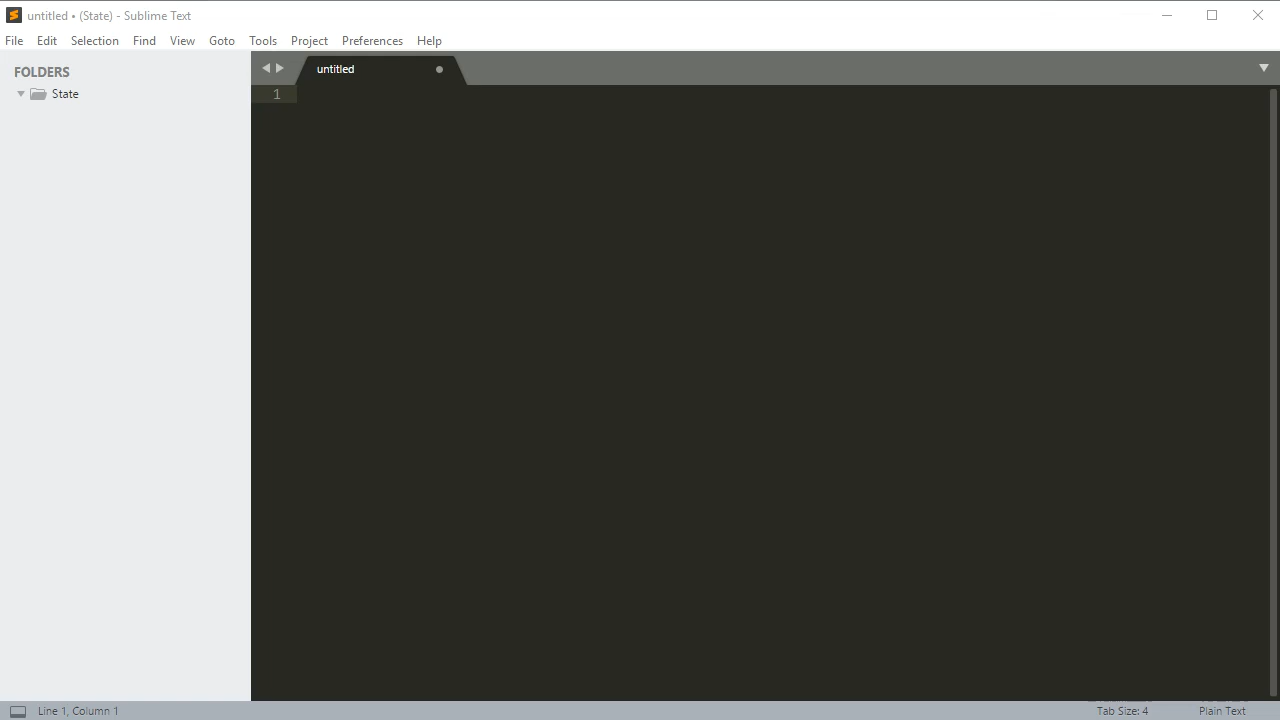 untitled • (State) - Sublime Text
File Edit Selection Find View Goto Tools Project Preferences Help
FOLDERS
State
untitled
1
Line 1, Column 1
Tab Size: 4
Plain Text